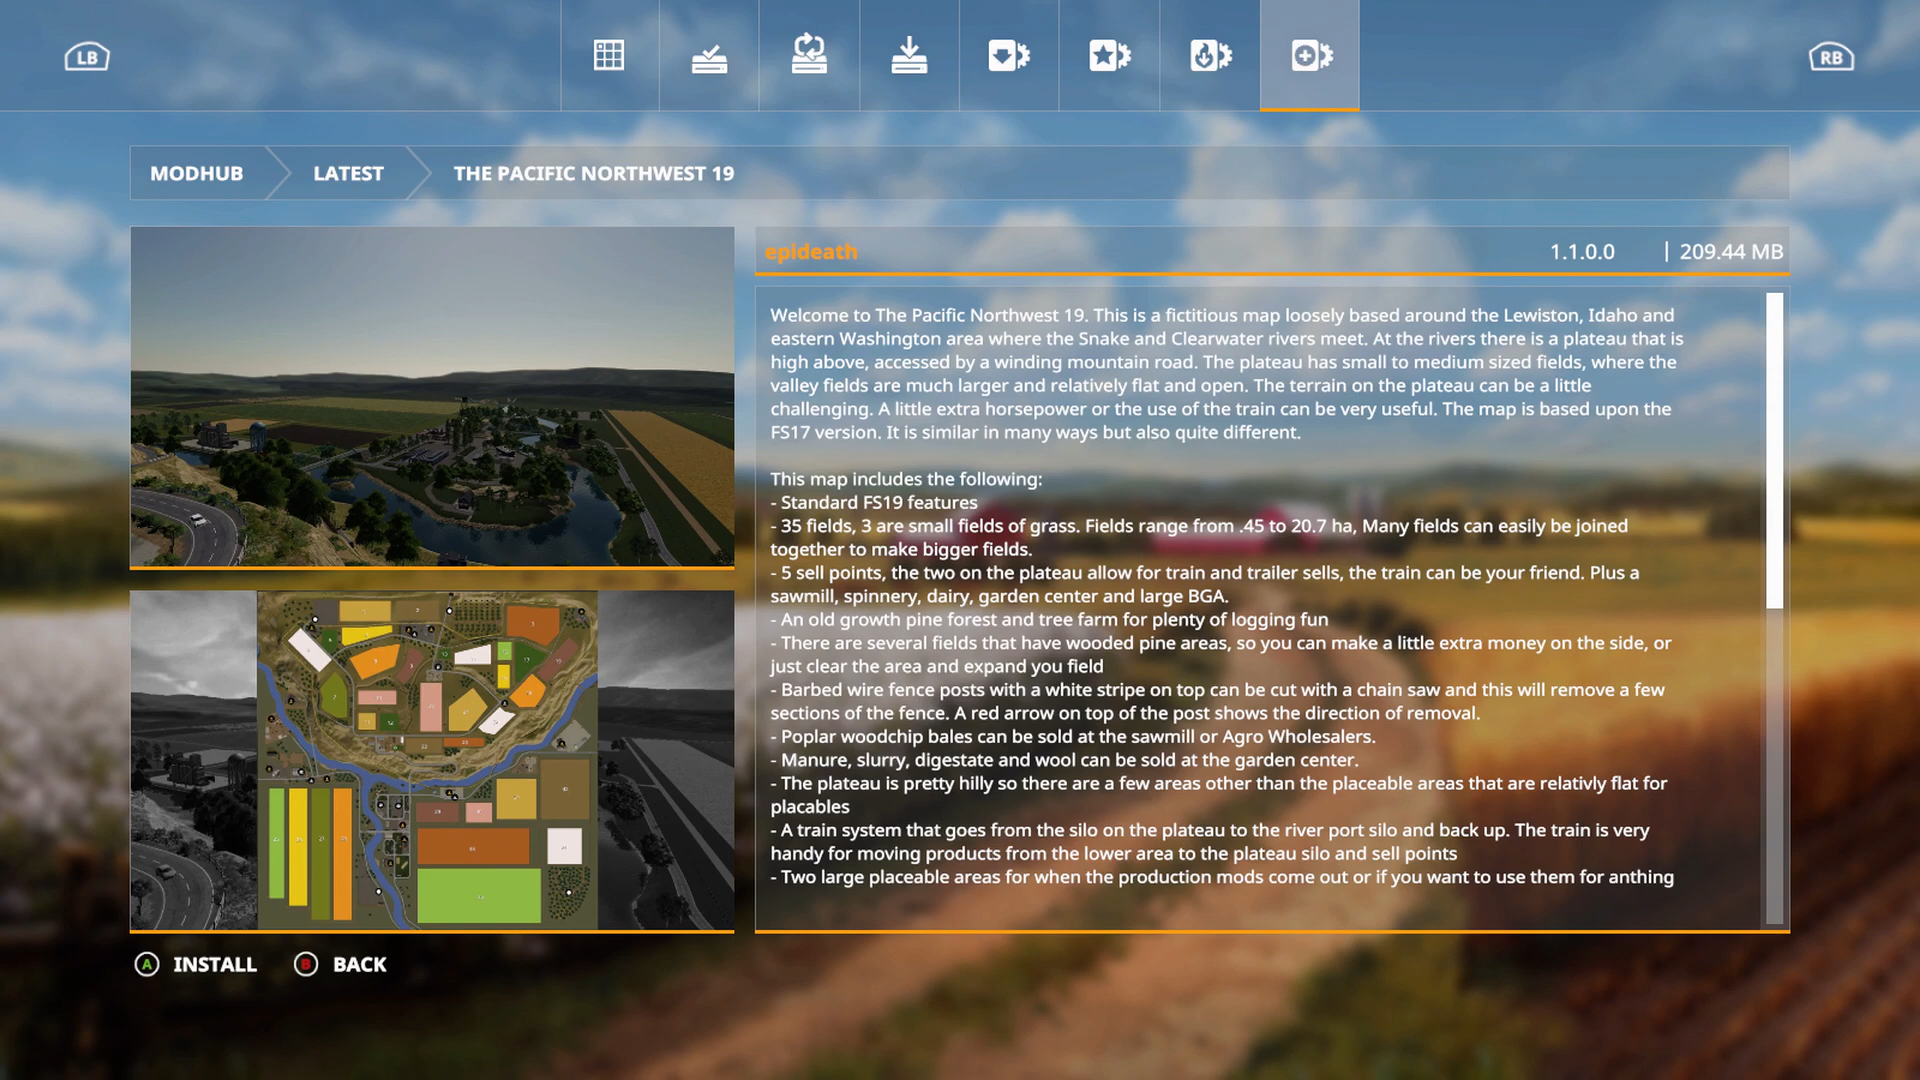 LB
RB
MODHUB
LATEST
THE PACIFIC NORTHWEST 19
epideath
1.1.0.0
| 209.44 MB
Welcome to The Pacific Northwest 19. This is a fictitious map loosely based around the Lewiston, Idaho and
eastern Washington area where the Snake and Clearwater rivers meet. At the rivers there is a plateau that is
high above, accessed by a winding mountain road. The plateau has small to medium sized fields, where the
valley fields are much larger and relatively flat and open. The terrain on the plateau can be a little
challenging. A little extra horsepower or the use of the train can be very useful. The map is based upon the
FS17 version. It is similar in many ways but also quite different.
This map includes the following:
- Standard FS19 features
- 35 fields, 3 are small fields of grass. Fields range from .45 to 20.7 ha, Many fields can easily be joined
together to make bigger fields.
- 5 sell points, the two on the plateau allow for train and trailer sells, the train can be your friend. Plus a
sawmill, spinnery, dairy, garden center and large BGA.
- An old growth pine forest and tree farm for plenty of logging fun
- There are several fields that have wooded pine areas, so you can make a little extra money on the side, or
just clear the area and expand you field
- Barbed wire fence posts with a white stripe on top can be cut with a chain saw and this will remove a few
sections of the fence. A red arrow on top of the post shows the direction of removal.
- Poplar woodchip bales can be sold at the sawmill or Agro Wholesalers.
- Manure, slurry, digestate and wool can be sold at the garden center.
- The plateau is pretty hilly so there are a few areas other than the placeable areas that are relativly flat for
placables
- A train system that goes from the silo on the plateau to the river port silo and back up. The train is very
handy for moving products from the lower area to the plateau silo and sell points
- Two large placeable areas for when the production mods come out or if you want to use them for anthing
A INSTALL
B BACK